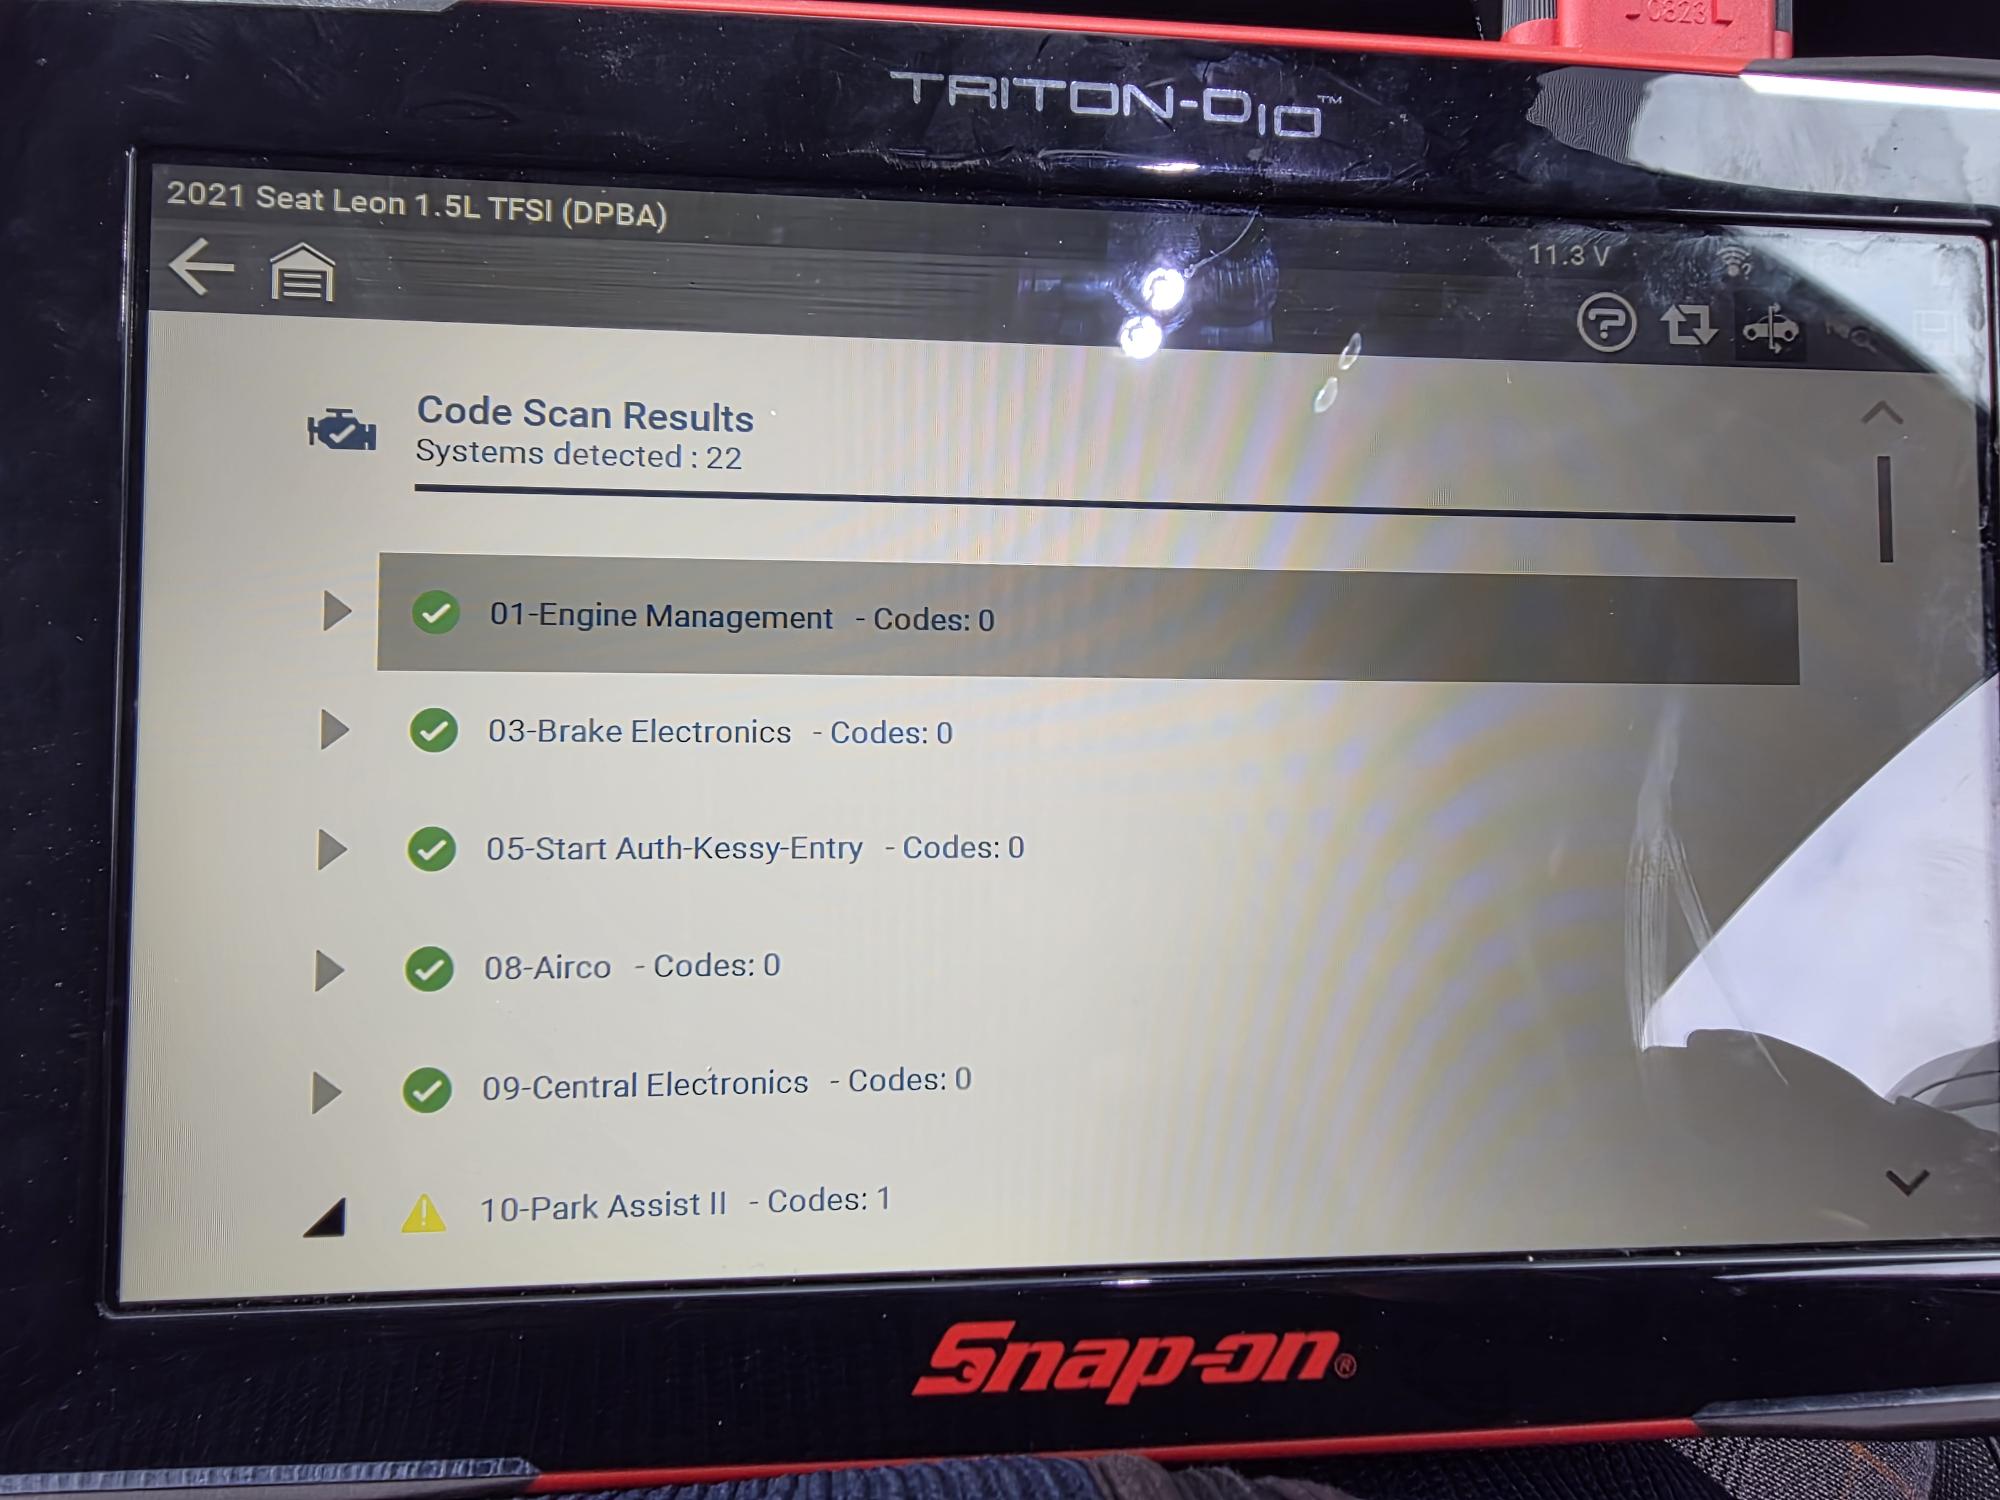 J0823L
TRITON-D10™
2021 Seat Leon 1.5L TFSI (DPBA)
11.3 V
Code Scan Results
Systems detected : 22
01-Engine Management - Codes: 0
03-Brake Electronics - Codes: 0
05-Start Auth-Kessy-Entry - Codes: 0
08-Airco - Codes: 0
09-Central Electronics - Codes: 0
10-Park Assist II - Codes: 1
Snap-on®